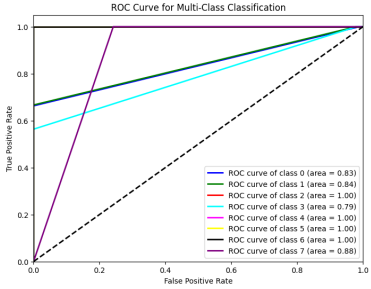 ROC Curve for Multi-Class Classification
True Positive Rate
1.0
0.8
0.6
0.4
0.2
0.0
ROC curve of class 0 (area = 0.83)
ROC curve of class 1 (area = 0.84)
ROC curve of class 2 (area = 1.00)
ROC curve of class 3 (area = 0.79)
ROC curve of class 4 (area = 1.00)
ROC curve of class 5 (area = 1.00)
ROC curve of class 6 (area = 1.00)
ROC curve of class 7 (area = 0.88)
0.0 0.2 0.4 0.6 0.8 1.0
False Positive Rate